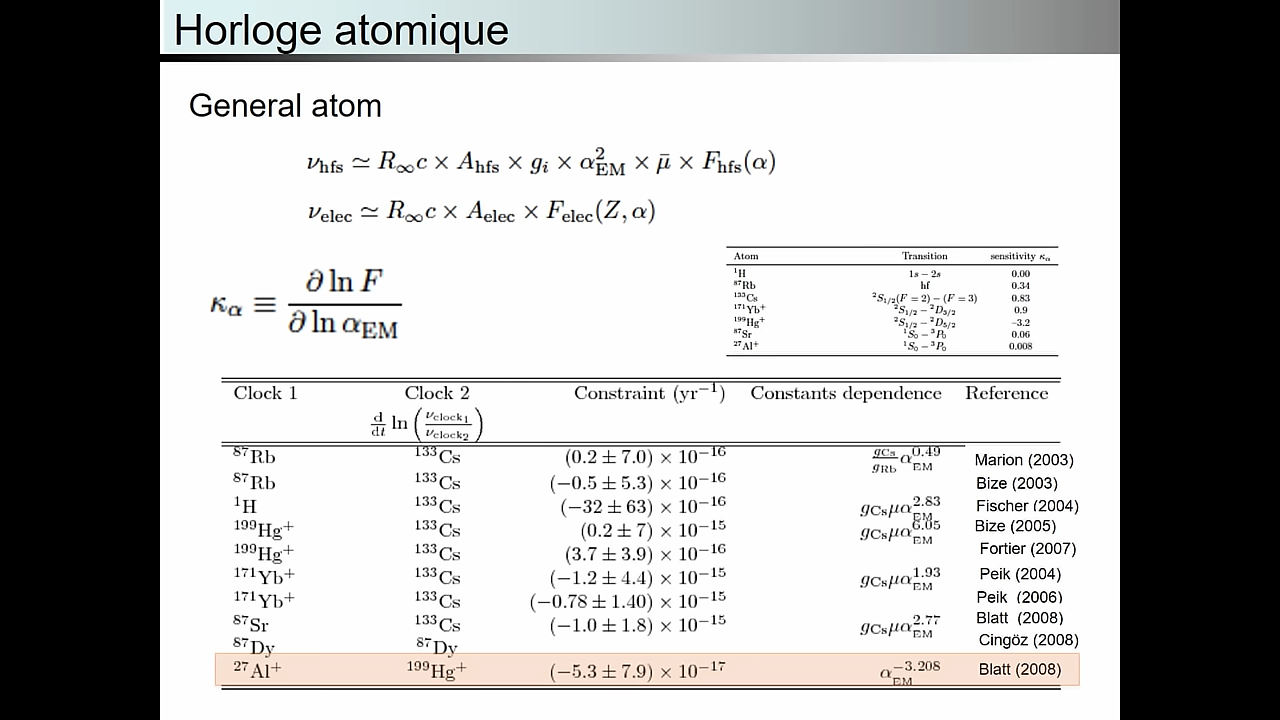 Horloge atomique
General atom
ν_hfs ≃ R_∞c × A_hfs × g_i × α²_EM × μ̄ × F_hfs(α)
ν_elec ≃ R_∞c × A_elec × F_elec(Z, α)
κ_α ≡ ∂ ln F / ∂ ln α_EM
Atom Transition sensitivity κ_α
¹H 1s − 2s 0.00
⁸⁷Rb hf 0.34
¹³³Cs ²S₁/₂(F = 2) − (F = 3) 0.83
¹⁷¹Yb⁺ ²S₁/₂ − ²D₃/₂ 0.9
¹⁹⁹Hg⁺ ²S₁/₂ − ²D₅/₂ −3.2
⁸⁷Sr ¹S₀ − ³P₀ 0.06
²⁷Al⁺ ¹S₀ − ³P₀ 0.008
Clock 1 Clock 2 Constraint (yr⁻¹) Constants dependence Reference
d/dt ln (ν_clock₁/ν_clock₂)
⁸⁷Rb ¹³³Cs (0.2 ± 7.0) × 10⁻¹⁶ g_Cs/g_Rb α_EM^0.49 Marion (2003)
⁸⁷Rb ¹³³Cs (−0.5 ± 5.3) × 10⁻¹⁶ Bize (2003)
¹H ¹³³Cs (−32 ± 63) × 10⁻¹⁶ g_Cs μα_EM^2.83 Fischer (2004)
¹⁹⁹Hg⁺ ¹³³Cs (0.2 ± 7) × 10⁻¹⁵ g_Cs μα_EM^6.05 Bize (2005)
¹⁹⁹Hg⁺ ¹³³Cs (3.7 ± 3.9) × 10⁻¹⁶ Fortier (2007)
¹⁷¹Yb⁺ ¹³³Cs (−1.2 ± 4.4) × 10⁻¹⁵ g_Cs μα_EM^1.93 Peik (2004)
¹⁷¹Yb⁺ ¹³³Cs (−0.78 ± 1.40) × 10⁻¹⁵ Peik (2006)
⁸⁷Sr ¹³³Cs (−1.0 ± 1.8) × 10⁻¹⁵ g_Cs μα_EM^2.77 Blatt (2008)
⁸⁷Dy ⁸⁷Dy Cingöz (2008)
²⁷Al⁺ ¹⁹⁹Hg⁺ (−5.3 ± 7.9) × 10⁻¹⁷ α_EM^−3.208 Blatt (2008)